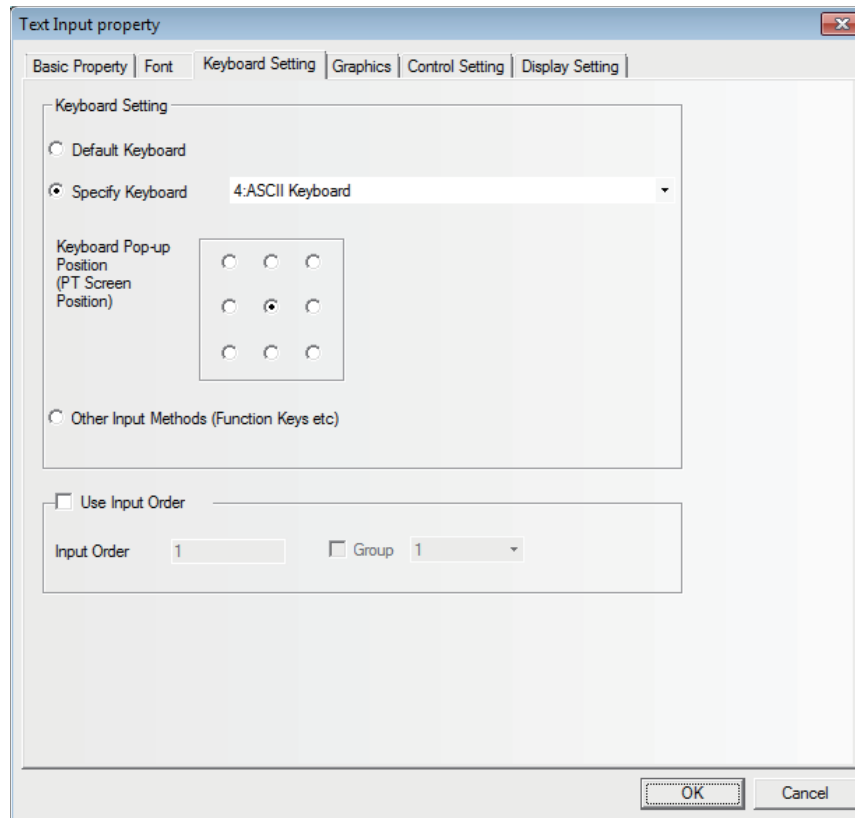 Text Input property
Basic Property Font Keyboard Setting Graphics Control Setting Display Setting
Keyboard Setting
Default Keyboard
Specify Keyboard 4:ASCII Keyboard
Keyboard Pop-up
Position
(PT Screen
Position)
Other Input Methods (Function Keys etc)
Use Input Order
Input Order 1 Group 1
OK Cancel